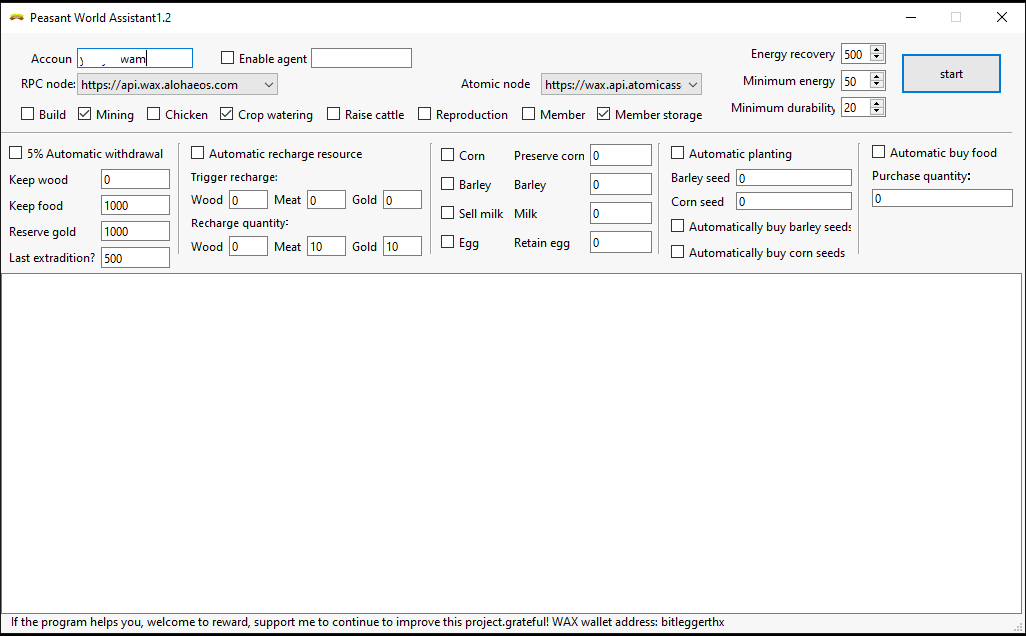 Peasant World Assistant1.2
Accoun wam Enable agent Energy recovery 500
RPC node: https://api.wax.alohaeos.com Atomic node https://wax.api.atomicass Minimum energy 50 start
Build Mining Chicken Crop watering Raise cattle Reproduction Member Member storage Minimum durability 20
5% Automatic withdrawal
Keep wood 0
Keep food 1000
Reserve gold 1000
Last extradition? 500
Automatic recharge resource
Trigger recharge:
Wood 0 Meat 0 Gold 0
Recharge quantity:
Wood 0 Meat 10 Gold 10
Corn Preserve corn 0
Barley Barley 0
Sell milk Milk 0
Egg Retain egg 0
Automatic planting
Barley seed 0
Corn seed 0
Automatically buy barley seeds
Automatically buy corn seeds
Automatic buy food
Purchase quantity:
0
If the program helps you, welcome to reward, support me to continue to improve this project.grateful! WAX wallet address: bitleggerthx